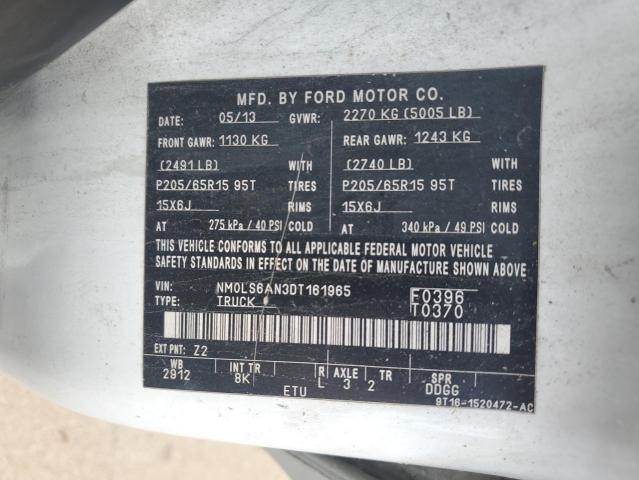 MFD. BY FORD MOTOR CO.
DATE: 05/13 GVWR: 2270 KG (5005 LB)
FRONT GAWR: 1130 KG REAR GAWR: 1243 KG
(2491 LB) WITH (2740 LB) WITH
P205/65R15 95T TIRES P205/65R15 95T TIRES
15X6J RIMS 15X6J RIMS
AT 275 kPa / 40 PSI COLD AT 340 kPa / 49 PSI COLD
THIS VEHICLE CONFORMS TO ALL APPLICABLE FEDERAL MOTOR VEHICLE
SAFETY STANDARDS IN EFFECT ON THE DATE OF MANUFACTURE SHOWN ABOVE
VIN: NM0LS6AN3DT161965 F0396
TYPE: TRUCK T0370
EXT PNT: Z2
WB INT TR R AXLE TR SPR
2912 8K L 3 2 DDGG
ETU 9T16-1520472-AC